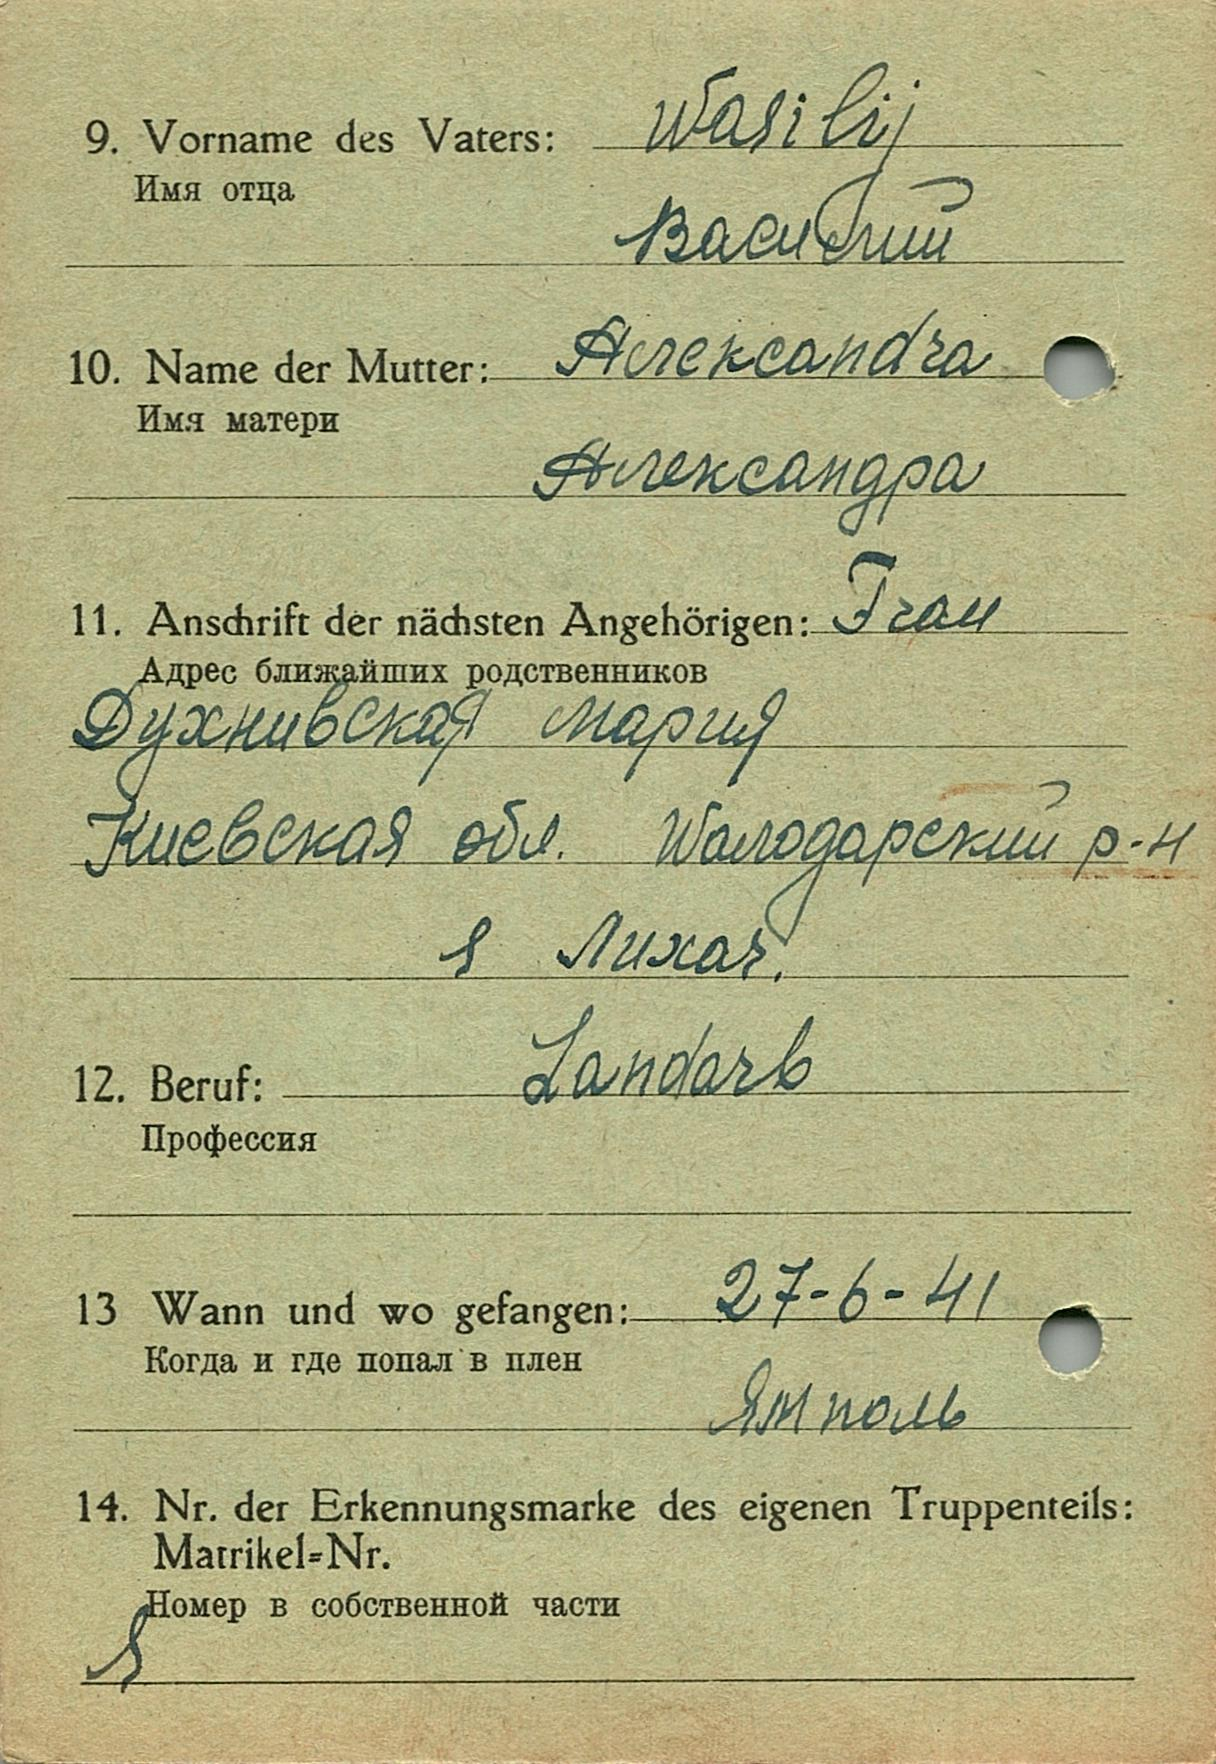 9. Vorname des Vaters: Wasilij
Имя отца
Василий
10. Name der Mutter: Александrа
Имя матери
Александра
11. Anschrift der nächsten Angehörigen: Frau
Адрес ближайших родственников
Духнивская Мария
Киевская обл. Wолодарский р-н
Лихач.
12. Beruf: Landarb
Профессия
13 Wann und wo gefangen: 27-6-41
Когда и где попал в плен
Ямполь
14. Nr. der Erkennungsmarke des eigenen Truppenteils:
Matrikel=Nr.
Номер в собственной части